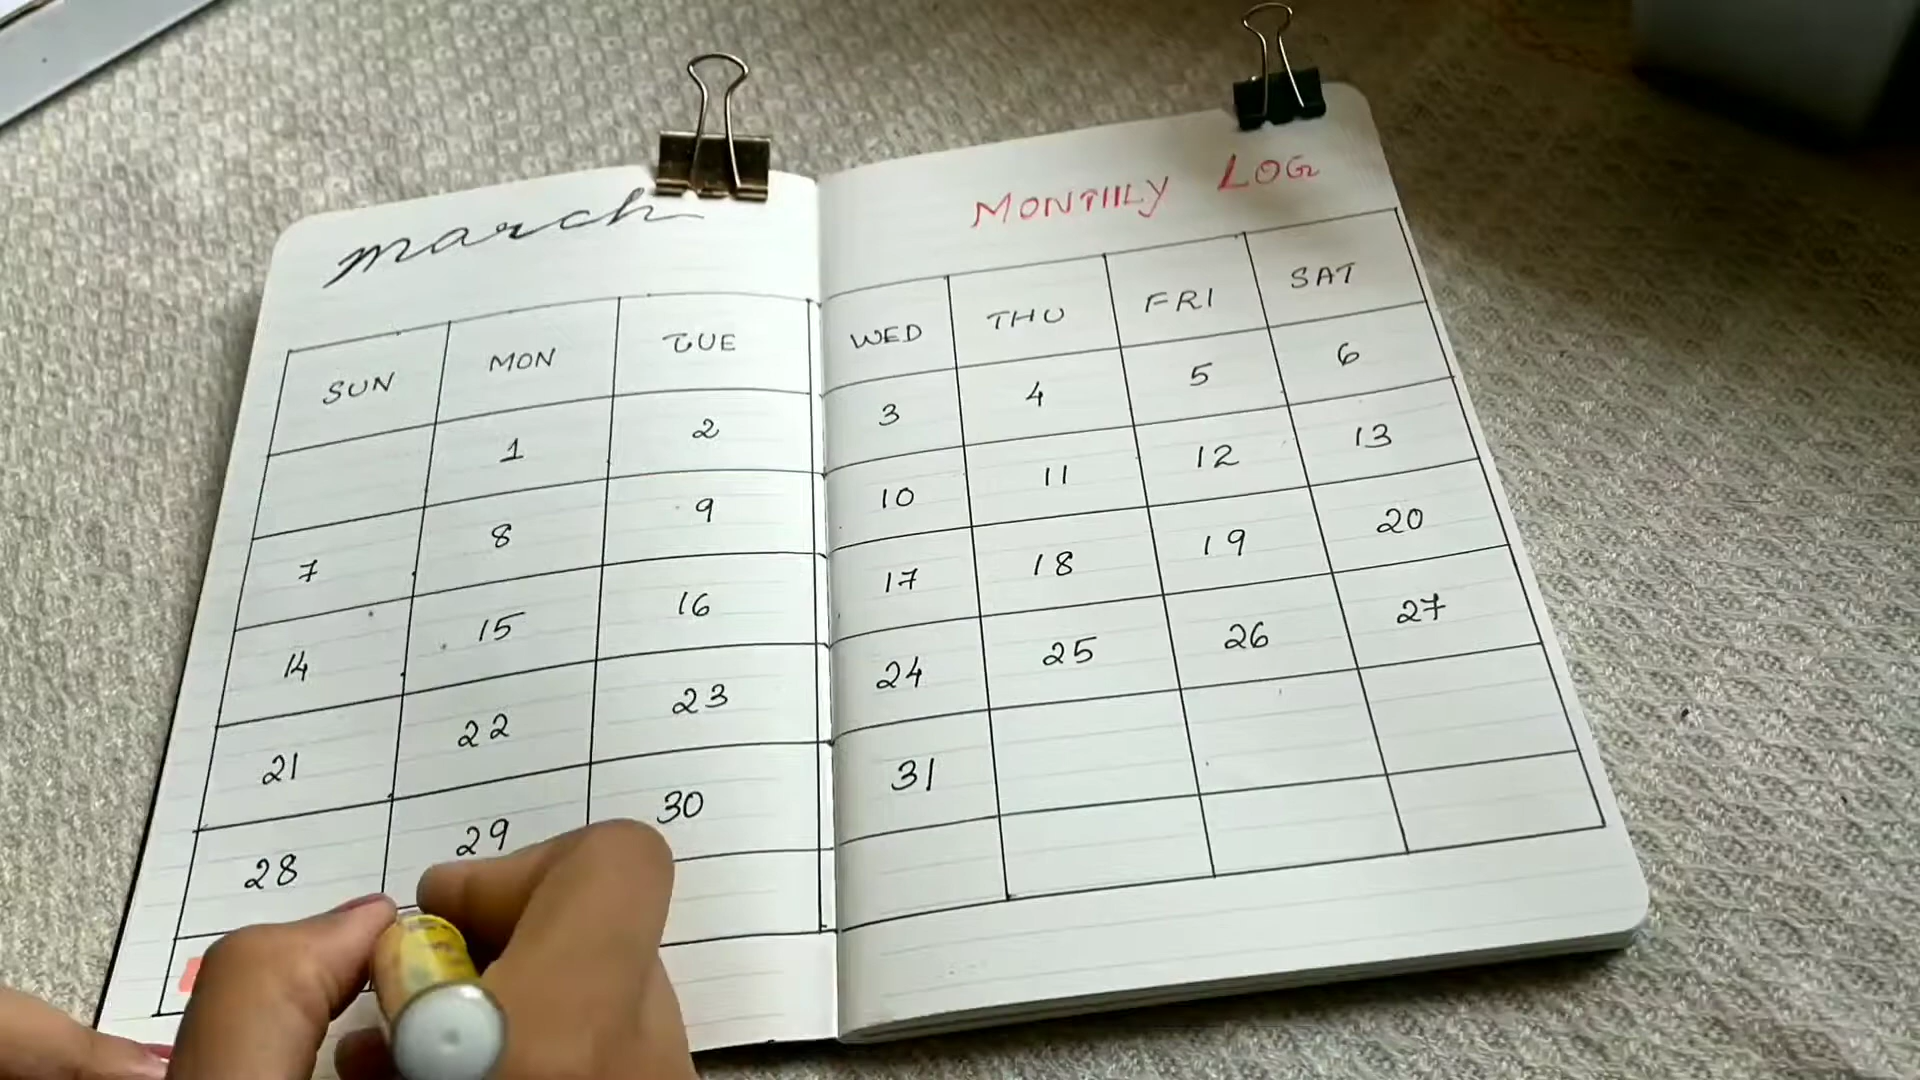 march
MONTHLY LOG
SUN MON TUE WED THU FRI SAT
1 2 3 4 5 6
7 8 9 10 11 12 13
14 15 16 17 18 19 20
21 22 23 24 25 26 27
28 29 30 31